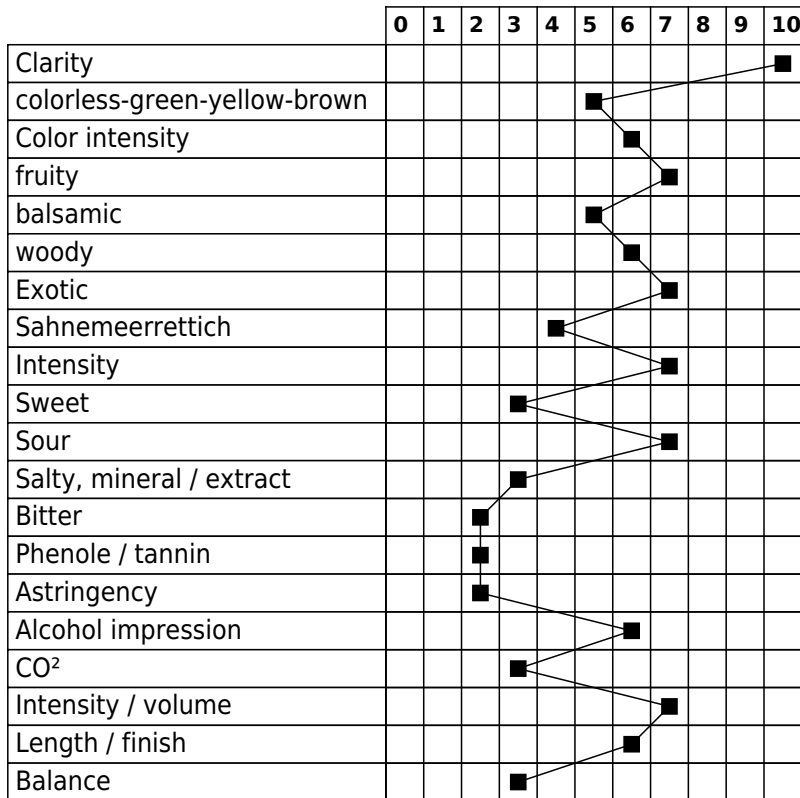 0 1 2 3 4 5 6 7 8 9 10
Clarity
colorless-green-yellow-brown
Color intensity
fruity
balsamic
woody
Exotic
Sahnemeerrettich
Intensity
Sweet
Sour
Salty, mineral / extract
Bitter
Phenole / tannin
Astringency
Alcohol impression
CO²
Intensity / volume
Length / finish
Balance